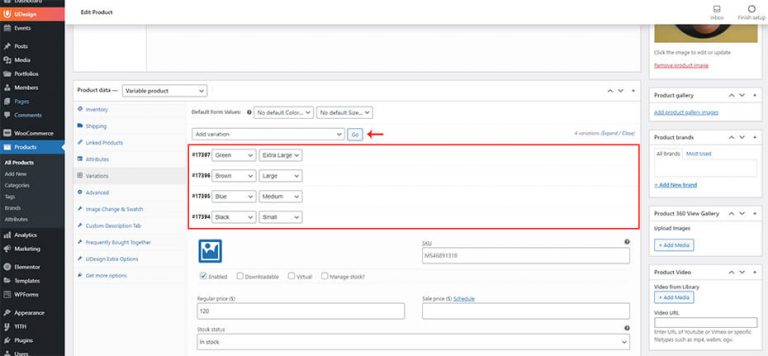 Dashboard
UDesign
Events
Posts
Media
Portfolios
Members
Pages
Comments
WooCommerce
Products
All Products
Add New
Categories
Tags
Brands
Attributes
Analytics
Marketing
Elementor
Templates
WPForms
Appearance
YITH
Plugins
Users
Edit Product
Inbox
Finish setup
Product data — Variable product
Inventory
Shipping
Linked Products
Attributes
Variations
Advanced
Image Change & Swatch
Custom Description Tab
Frequently Bought Together
UDesign Extra Options
Get more options
Default Form Values: No default Color... No default Size...
Add variation Go
4 variations (Expand / Close)
#17397 Green Extra Large
#17396 Brown Large
#17395 Blue Medium
#17394 Black Small
SKU
MS46891318
Enabled Downloadable Virtual Manage stock?
Regular price ($)
120
Sale price ($) Schedule
Stock status
In stock
Click the image to edit or update
Remove product image
Product gallery
Add product gallery images
Product brands
All Brands Most Used
+ Add New brand
Product 360 View Gallery
Upload Images
+ Add Media
Product Video
Video from Library
+ Add Media
Video URL
Enter URL of Youtube or Vimeo or specific
filetypes such as mp4, webm, ogv.